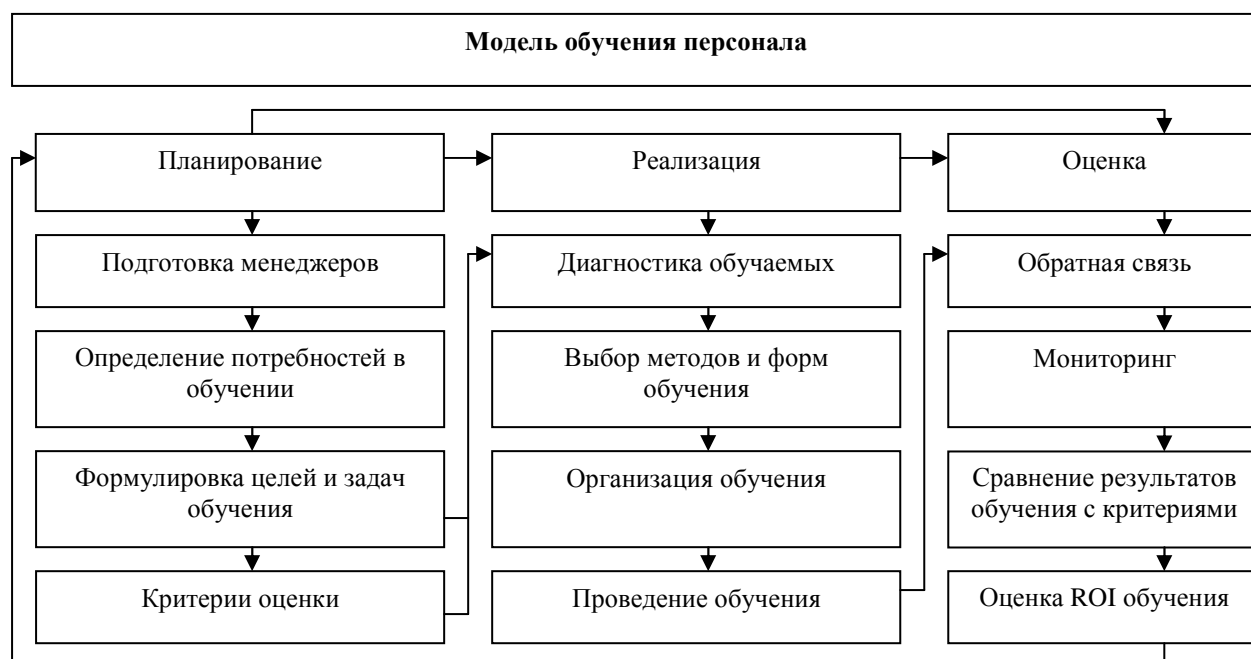 Модель обучения персонала
Планирование
Реализация
Оценка
Подготовка менеджеров
Диагностика обучаемых
Обратная связь
Определение потребностей в
обучении
Выбор методов и форм
обучения
Мониторинг
Формулировка целей и задач
обучения
Организация обучения
Сравнение результатов
обучения с критериями
Критерии оценки
Проведение обучения
Оценка ROI обучения